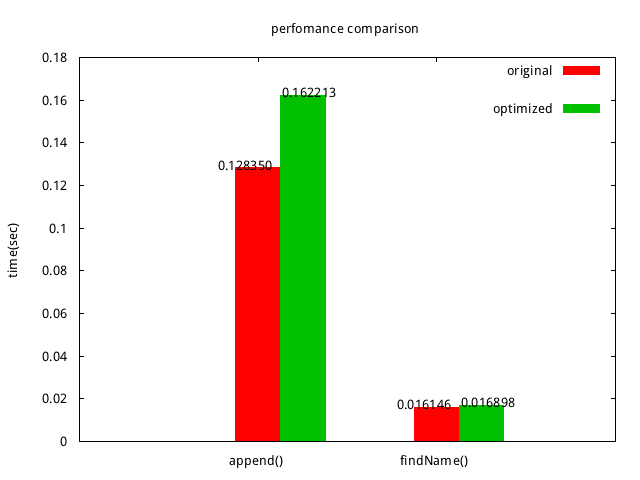 perfomance comparison
original
optimized
0.18
0.16
0.14
0.12
0.1
0.08
0.06
0.04
0.02
0
time(sec)
0.128350
0.162213
0.016146
0.016898
append()
findName()